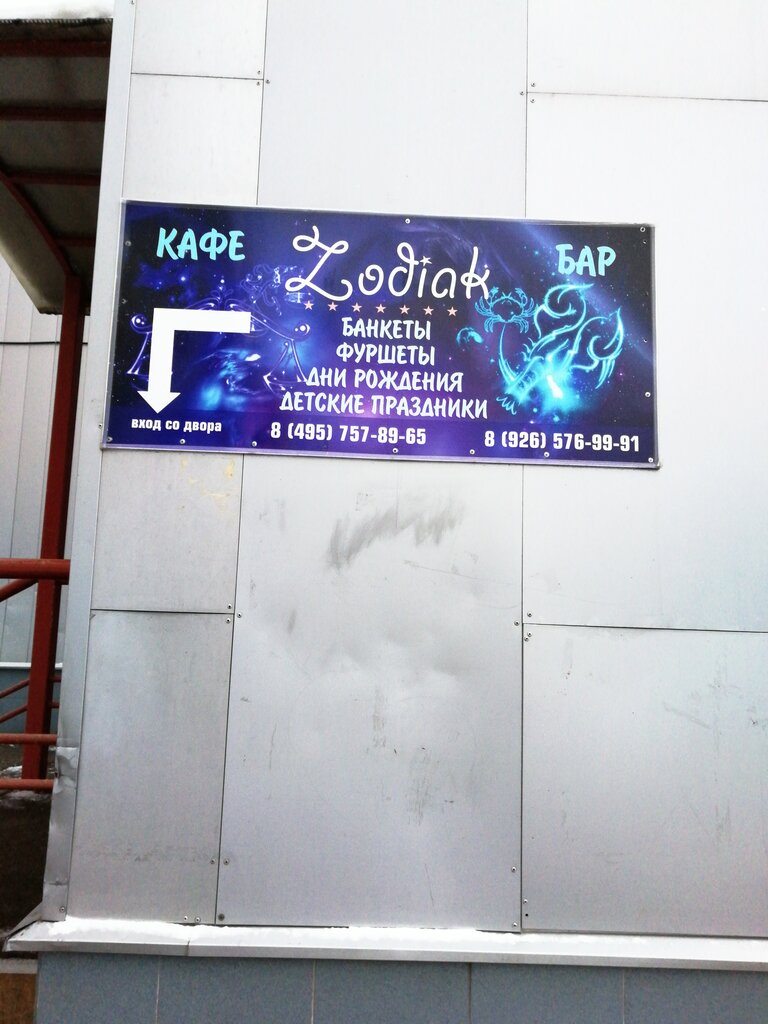 КАФЕ
Zodiak
БАР
БАНКЕТЫ
ФУРШЕТЫ
ДНИ РОЖДЕНИЯ
ДЕТСКИЕ ПРАЗДНИКИ
вход со двора
8 (495) 757-89-65
8 (926) 576-99-91